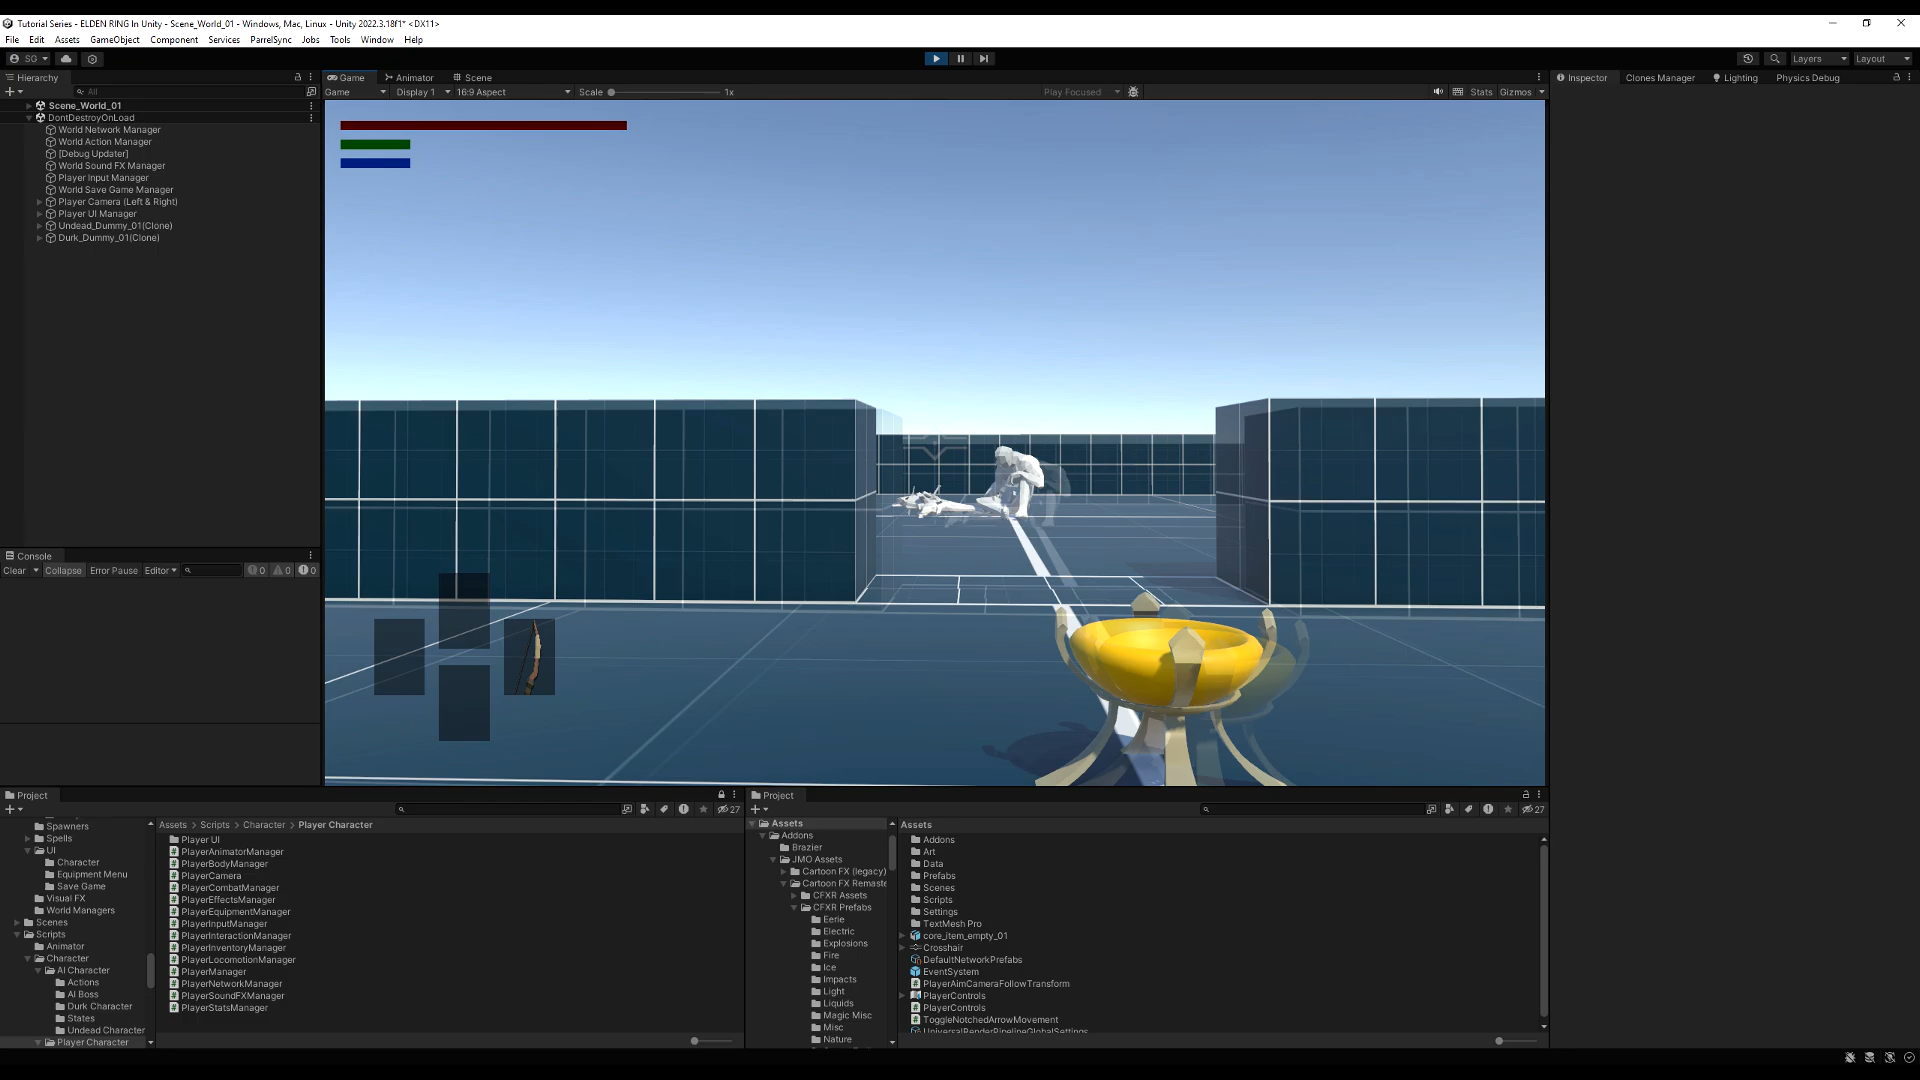 Tutorial Series - ELDEN RING In Unity - Scene_World_01 - Windows, Mac, Linux - Unity 2022.3.18f1* <DX11>
File Edit Assets GameObject Component Services ParrelSync Jobs Tools Window Help
SG Layers Layout
Hierarchy
All
Scene_World_01
DontDestroyOnLoad
World Network Manager
World Action Manager
[Debug Updater]
World Sound FX Manager
Player Input Manager
World Save Game Manager
Player Camera (Left & Right)
Player UI Manager
Undead_Dummy_01(Clone)
Durk_Dummy_01(Clone)
Game Animator Scene
Game Display 1 16:9 Aspect Scale 1x Play Focused Stats Gizmos
Inspector Clones Manager Lighting Physics Debug
Console
Clear Collapse Error Pause Editor 0 0 0
Project
27
Spawners
Spells
UI
Character
Equipment Menu
Save Game
Visual FX
World Managers
Scenes
Scripts
Animator
Character
AI Character
Actions
AI Boss
Durk Character
States
Undead Character
Player Character
Assets > Scripts > Character > Player Character
Player UI
PlayerAnimatorManager
PlayerBodyManager
PlayerCamera
PlayerCombatManager
PlayerEffectsManager
PlayerEquipmentManager
PlayerInputManager
PlayerInteractionManager
PlayerInventoryManager
PlayerLocomotionManager
PlayerManager
PlayerNetworkManager
PlayerSoundFXManager
PlayerStatsManager
Project
27
Assets
Addons
Brazier
JMO Assets
Cartoon FX (legacy)
Cartoon FX Remaste
CFXR Assets
CFXR Prefabs
Eerie
Electric
Explosions
Fire
Ice
Impacts
Light
Liquids
Magic Misc
Misc
Nature
Assets
Addons
Art
Data
Prefabs
Scenes
Scripts
Settings
TextMesh Pro
core_item_empty_01
Crosshair
DefaultNetworkPrefabs
EventSystem
PlayerAimCameraFollowTransform
PlayerControls
PlayerControls
ToggleNotchedArrowMovement
UniversalRenderPipelineGlobalSettings